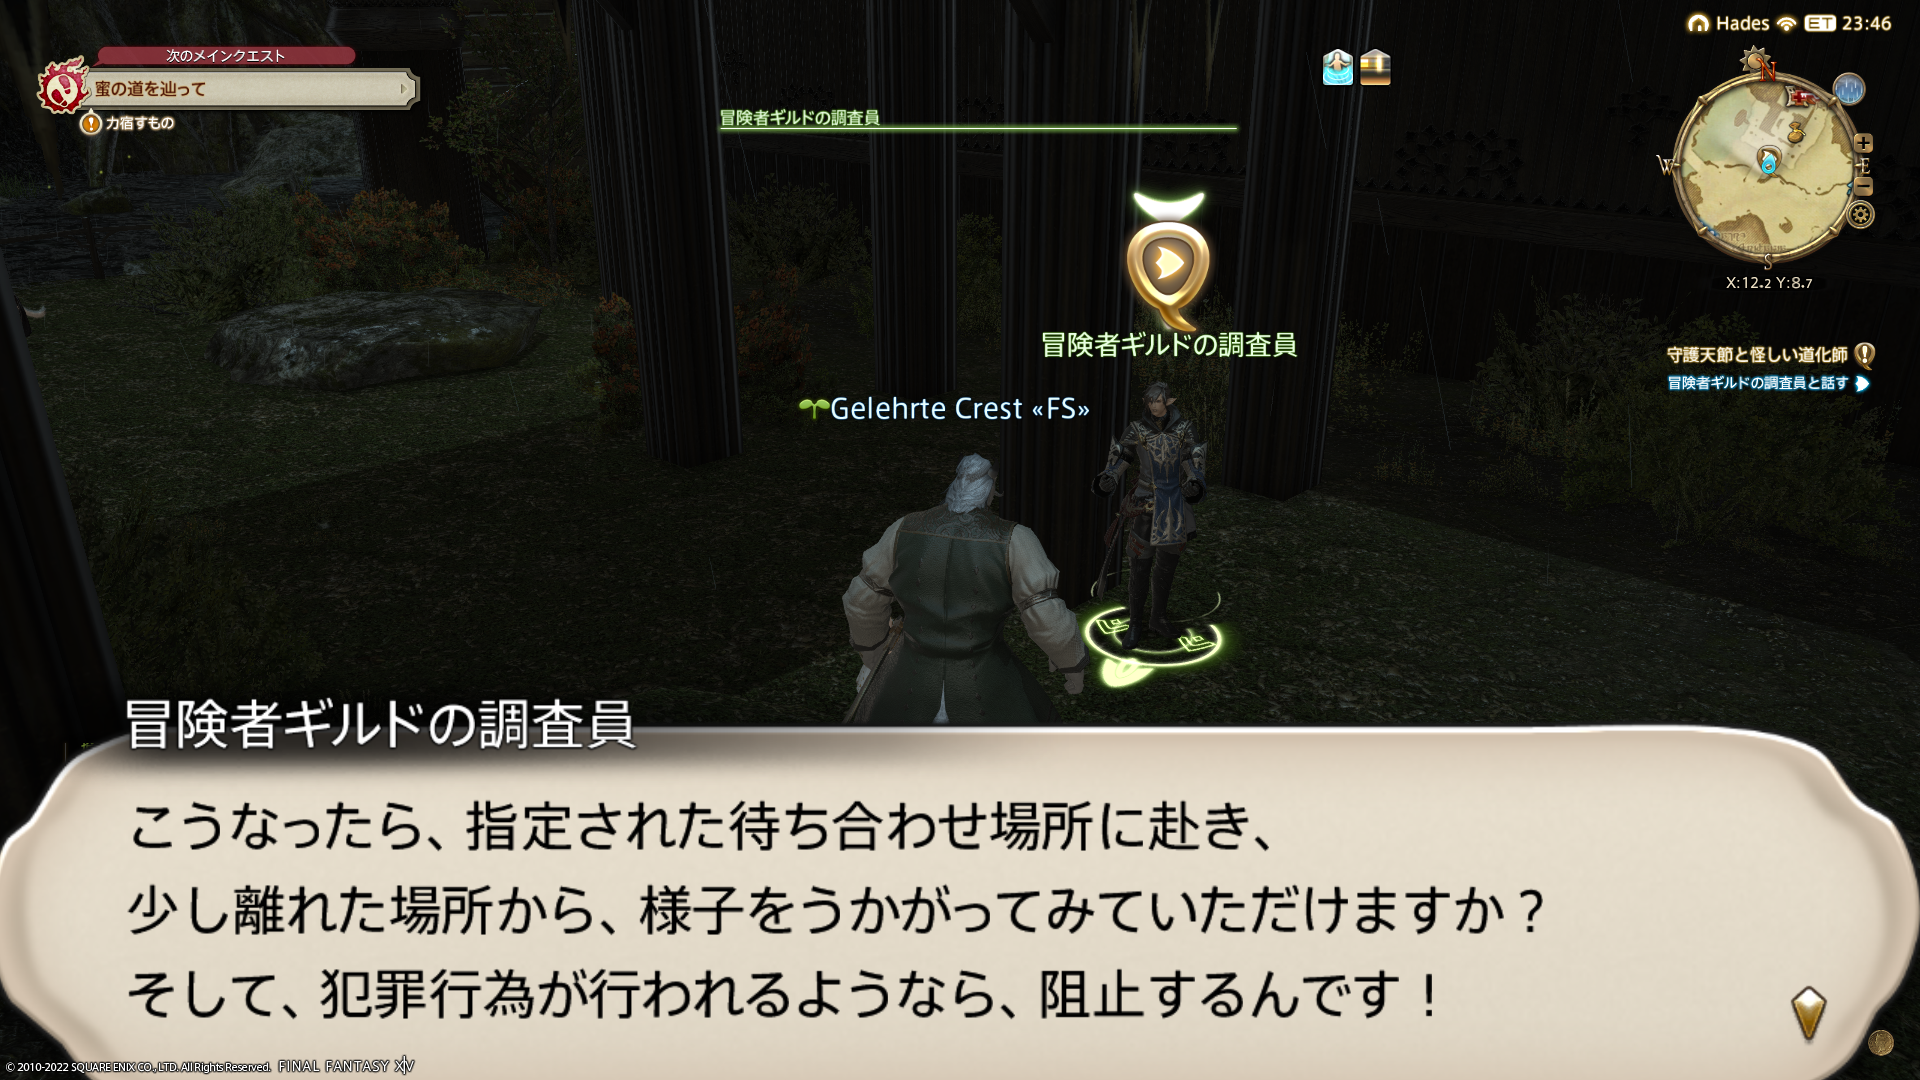 Hades ET 23:46
次のメインクエスト
蜜の道を辿って
力宿すもの
冒険者ギルドの調査員
N
W
E
S
X:12.2 Y:8.7
守護天節と怪しい道化師
冒険者ギルドの調査員と話す
冒険者ギルドの調査員
Gelehrte Crest «FS»
冒険者ギルドの調査員
こうなったら、指定された待ち合わせ場所に赴き、
少し離れた場所から、様子をうかがってみていただけますか？
そして、犯罪行為が行われるようなら、阻止するんです！
© 2010-2022 SQUARE ENIX CO., LTD. All Rights Reserved. FINAL FANTASY XIV